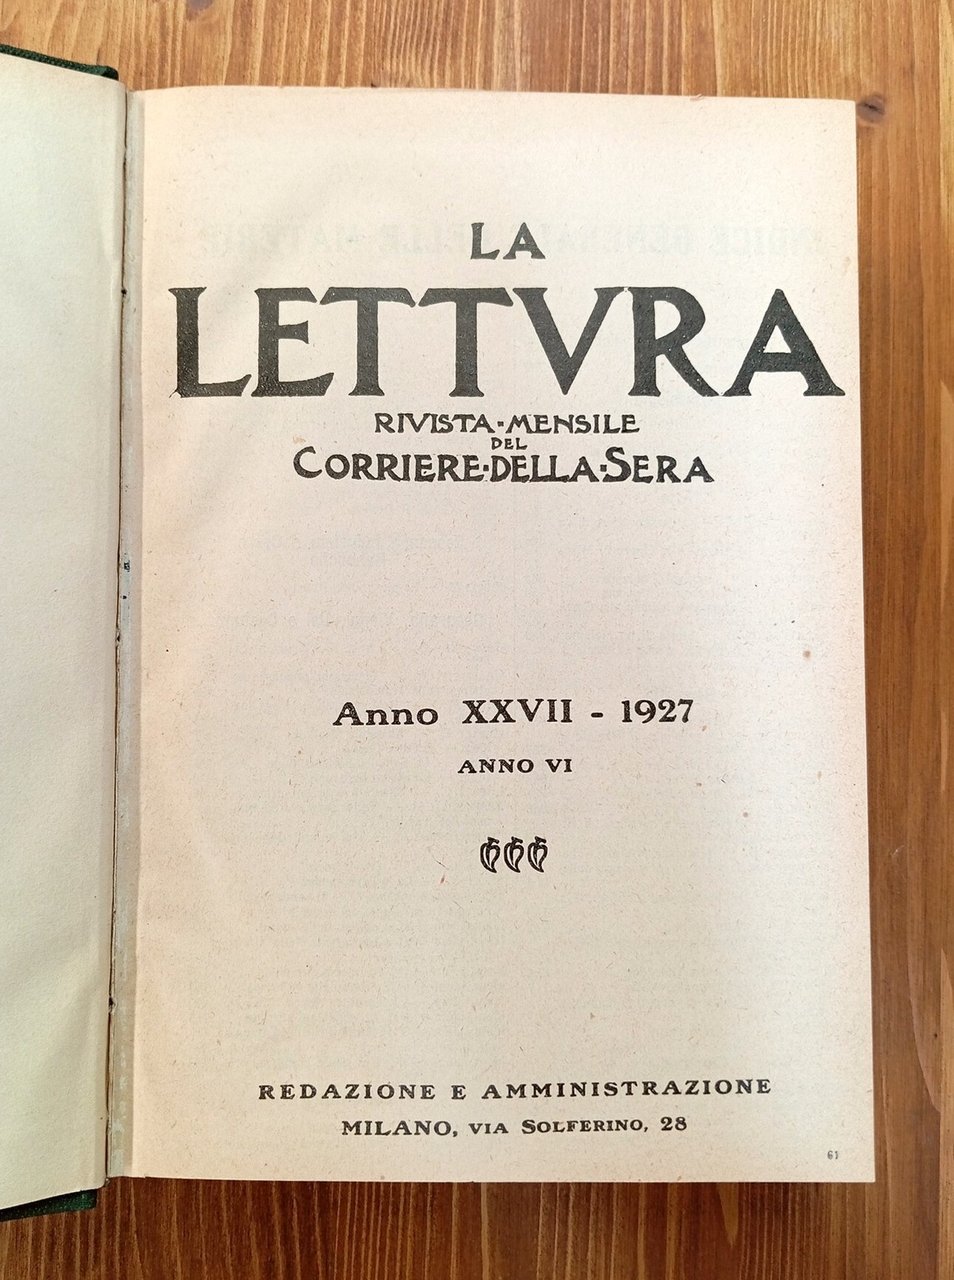 LA
LETTVRA
RIVISTA·MENSILE
DEL
CORRIERE·DELLA·SERA
Anno XXVII - 1927
ANNO VI
REDAZIONE E AMMINISTRAZIONE
MILANO, VIA SOLFERINO, 28
61